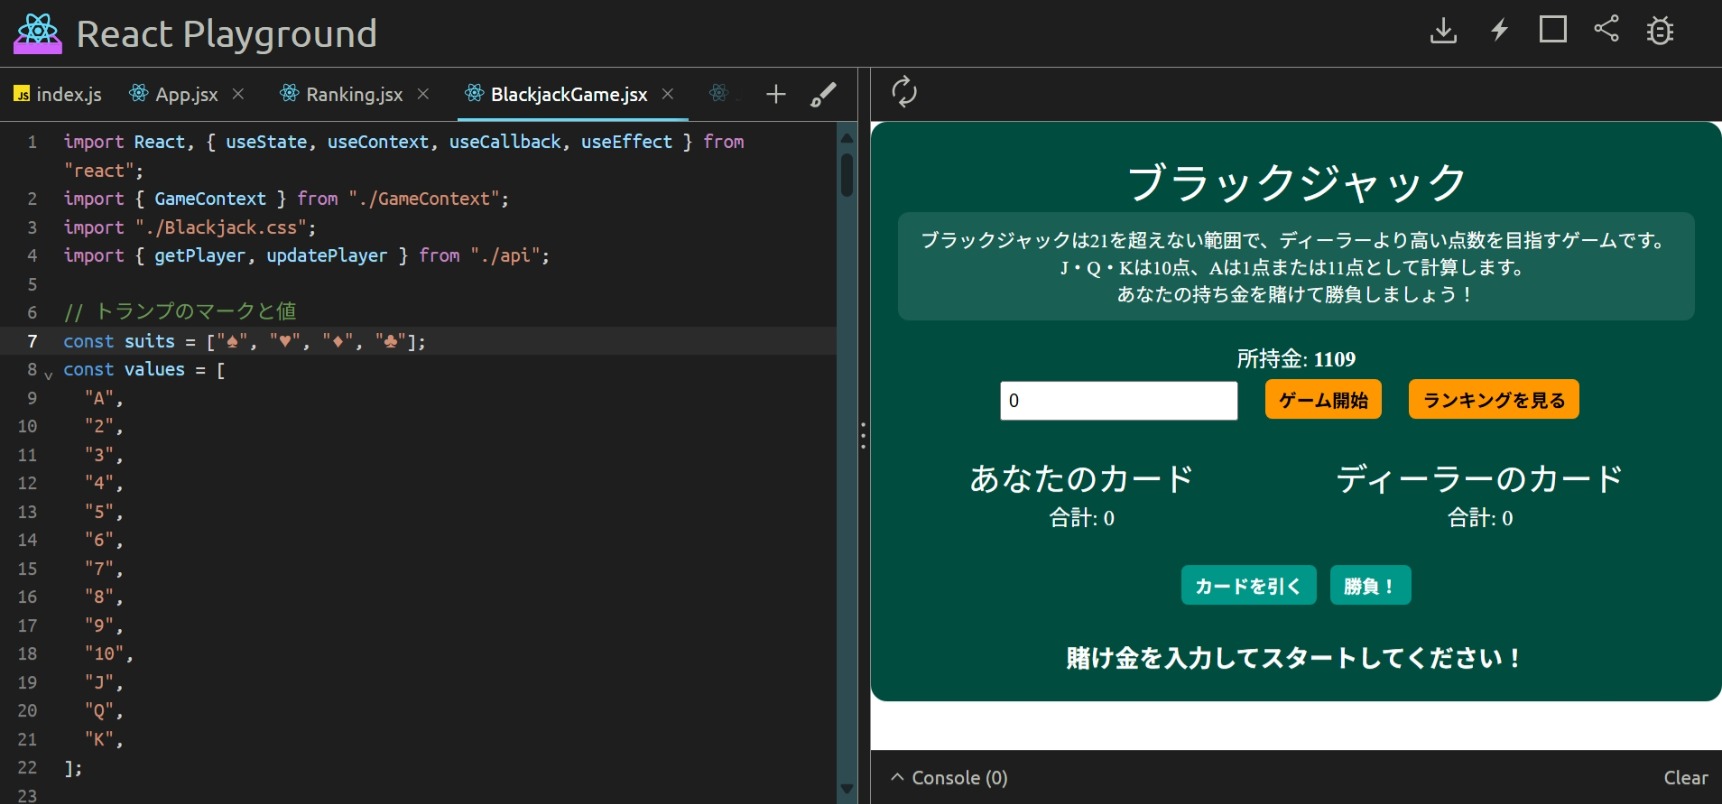 React Playground
JS index.js App.jsx × Ranking.jsx × BlackjackGame.jsx × +
1 import React, { useState, useContext, useCallback, useEffect } from
"react";
2 import { GameContext } from "./GameContext";
3 import "./Blackjack.css";
4 import { getPlayer, updatePlayer } from "./api";
5
6 // トランプのマークと値
7 const suits = ["♠", "♥", "♦", "♣"];
8 const values = [
9 "A",
10 "2",
11 "3",
12 "4",
13 "5",
14 "6",
15 "7",
16 "8",
17 "9",
18 "10",
19 "J",
20 "Q",
21 "K",
22 ];
23
ブラックジャック
ブラックジャックは21を超えない範囲で、ディーラーより高い点数を目指すゲームです。
J・Q・Kは10点、Aは1点または11点として計算します。
あなたの持ち金を賭けて勝負しましょう！
所持金: 1109
0 ゲーム開始 ランキングを見る
あなたのカード ディーラーのカード
合計: 0 合計: 0
カードを引く 勝負！
賭け金を入力してスタートしてください！
Console (0) Clear